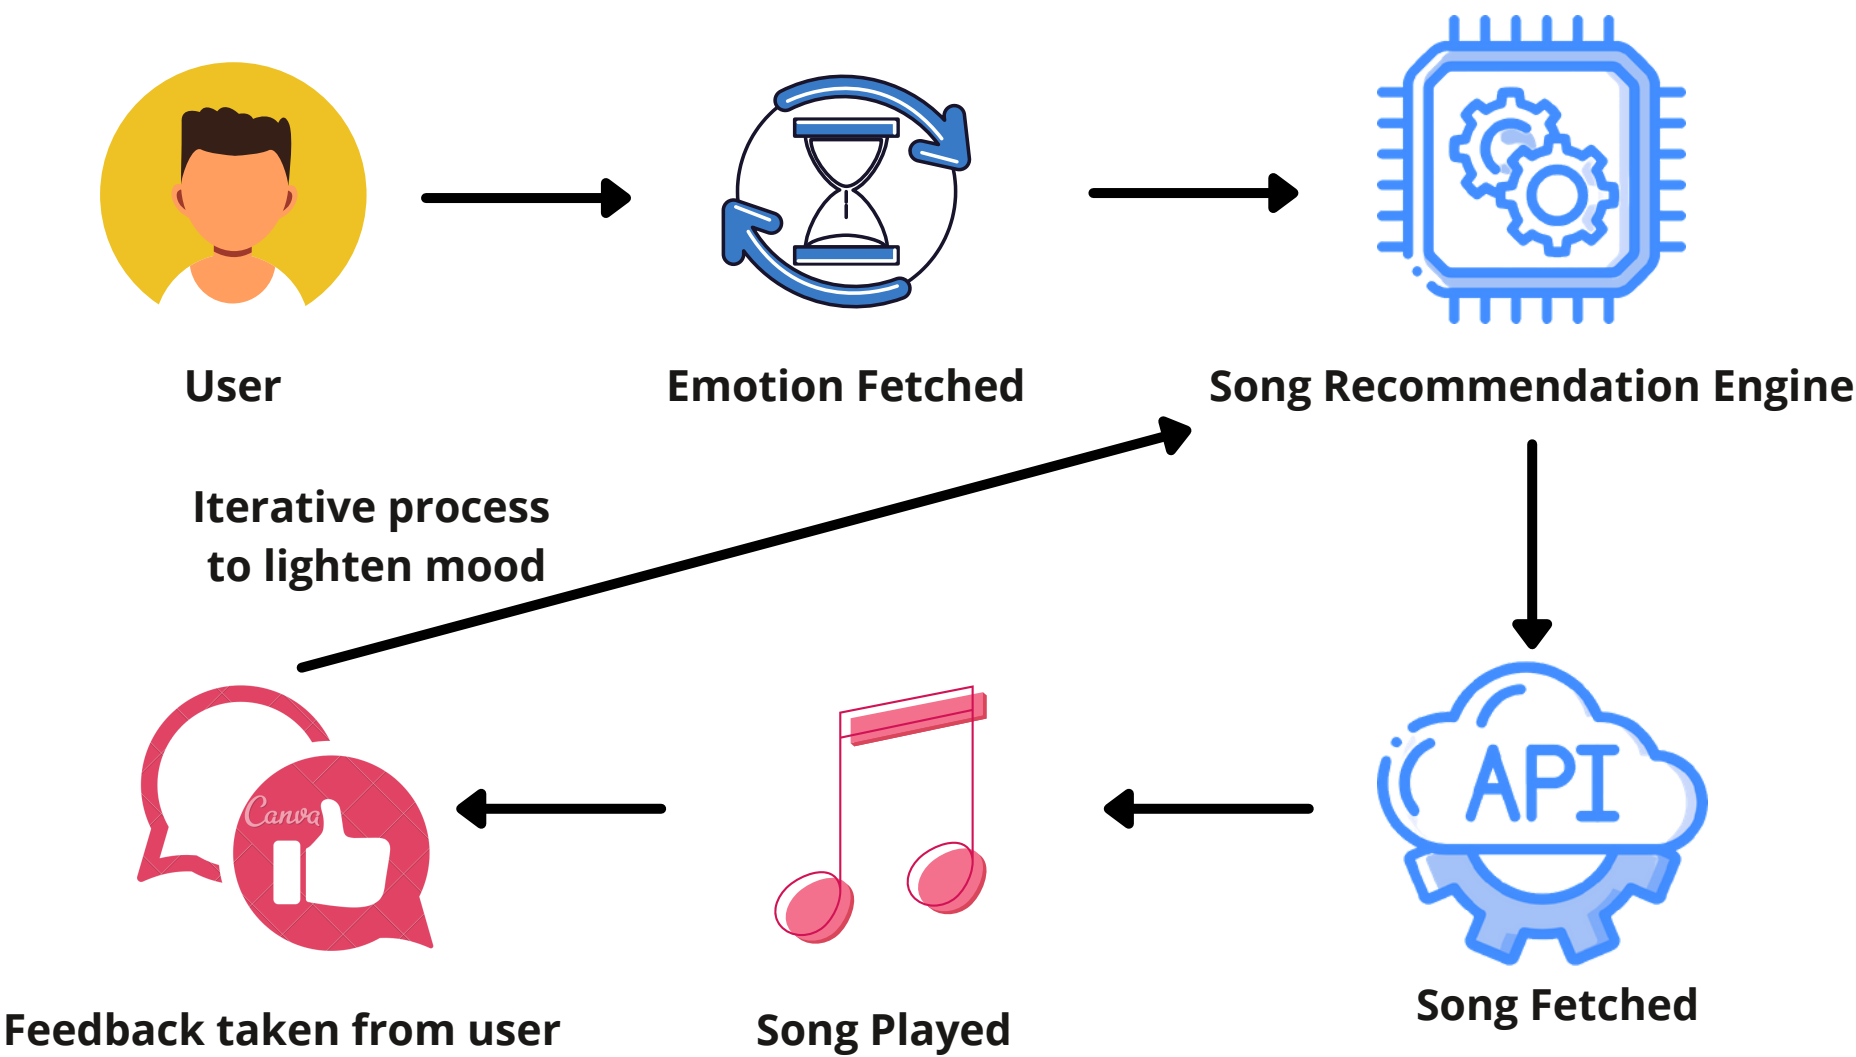 User
Emotion Fetched
Song Recommendation Engine
Iterative process
to lighten mood
API
Canva
Feedback taken from user
Song Played
Song Fetched